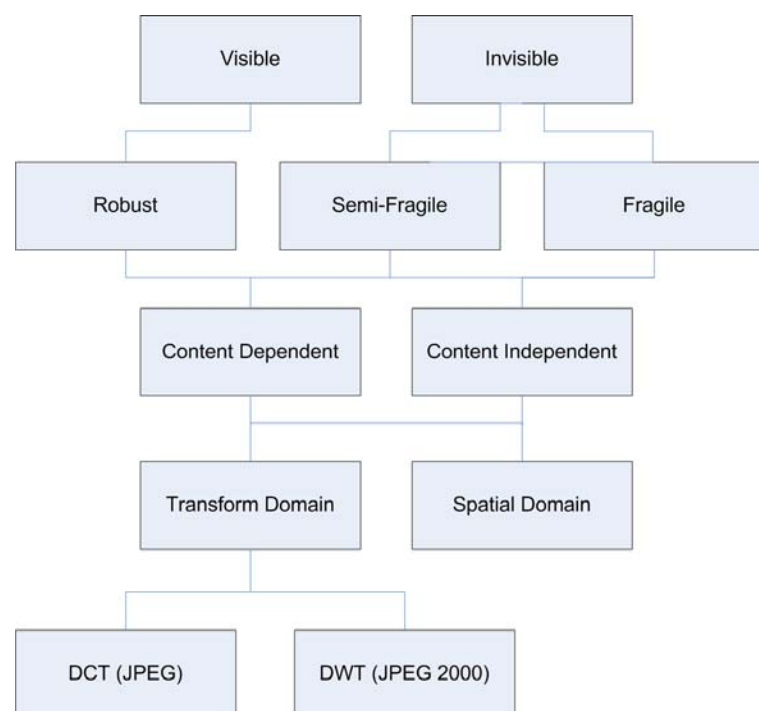 Visible
Invisible
Robust
Semi-Fragile
Fragile
Content Dependent
Content Independent
Transform Domain
Spatial Domain
DCT (JPEG)
DWT (JPEG 2000)